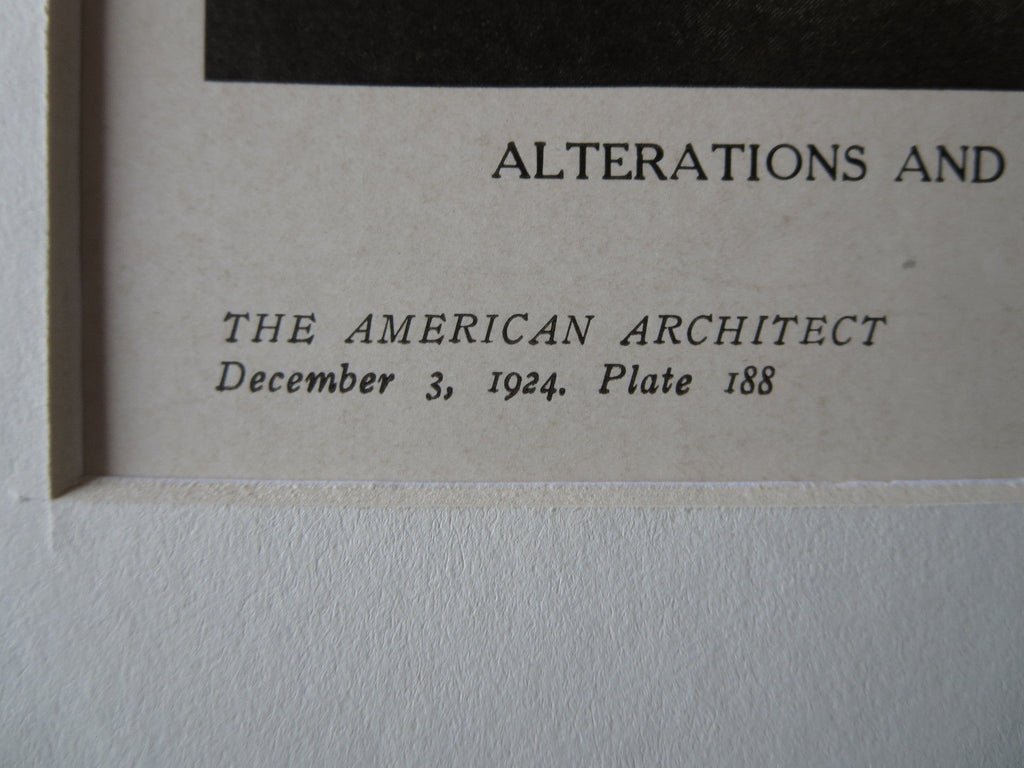 ALTERATIONS AND
THE AMERICAN ARCHITECT
December 3, 1924. Plate 188